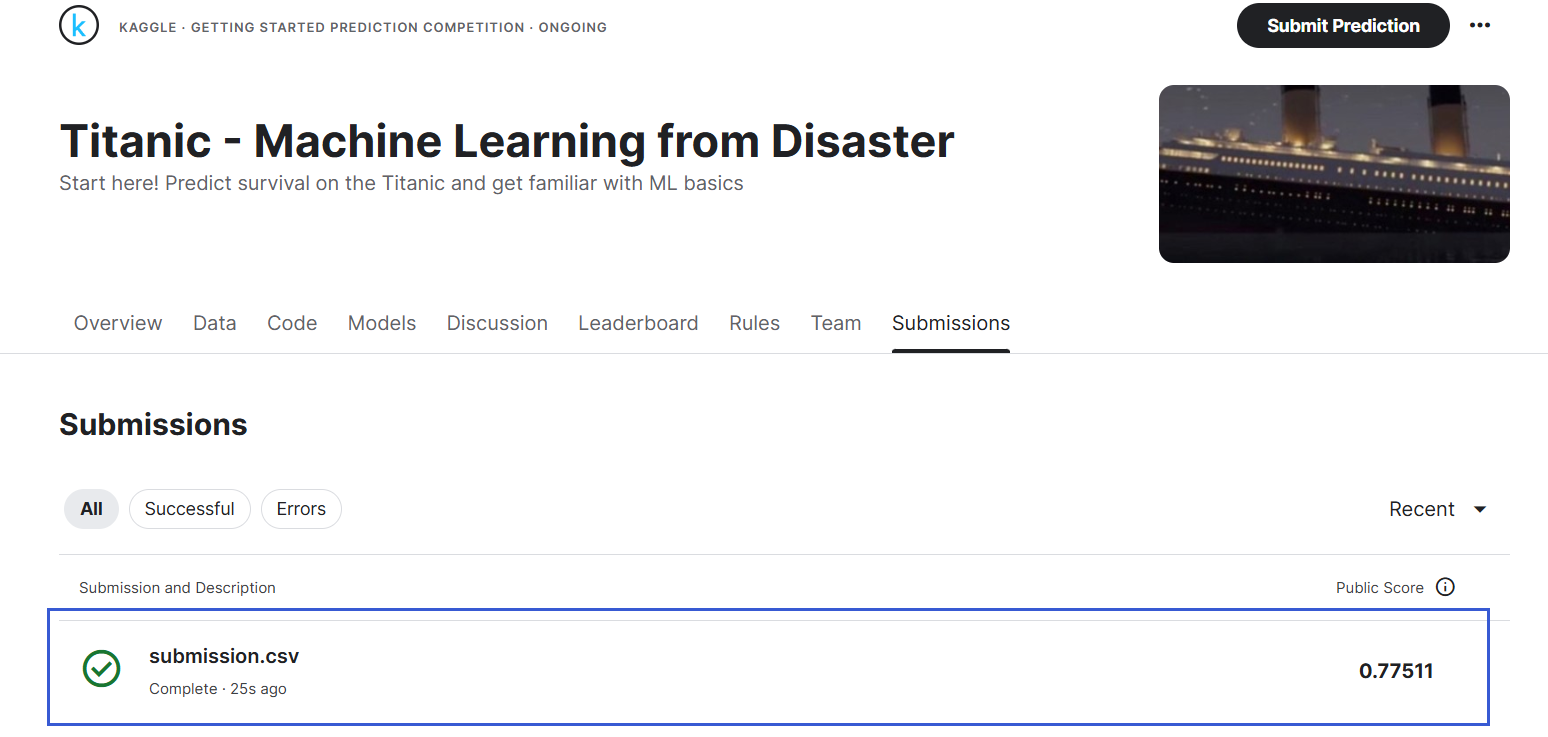 k
KAGGLE · GETTING STARTED PREDICTION COMPETITION · ONGOING
Submit Prediction
Titanic - Machine Learning from Disaster
Start here! Predict survival on the Titanic and get familiar with ML basics
Overview Data Code Models Discussion Leaderboard Rules Team Submissions
Submissions
All Successful Errors Recent
Submission and Description Public Score
submission.csv
Complete · 25s ago
0.77511